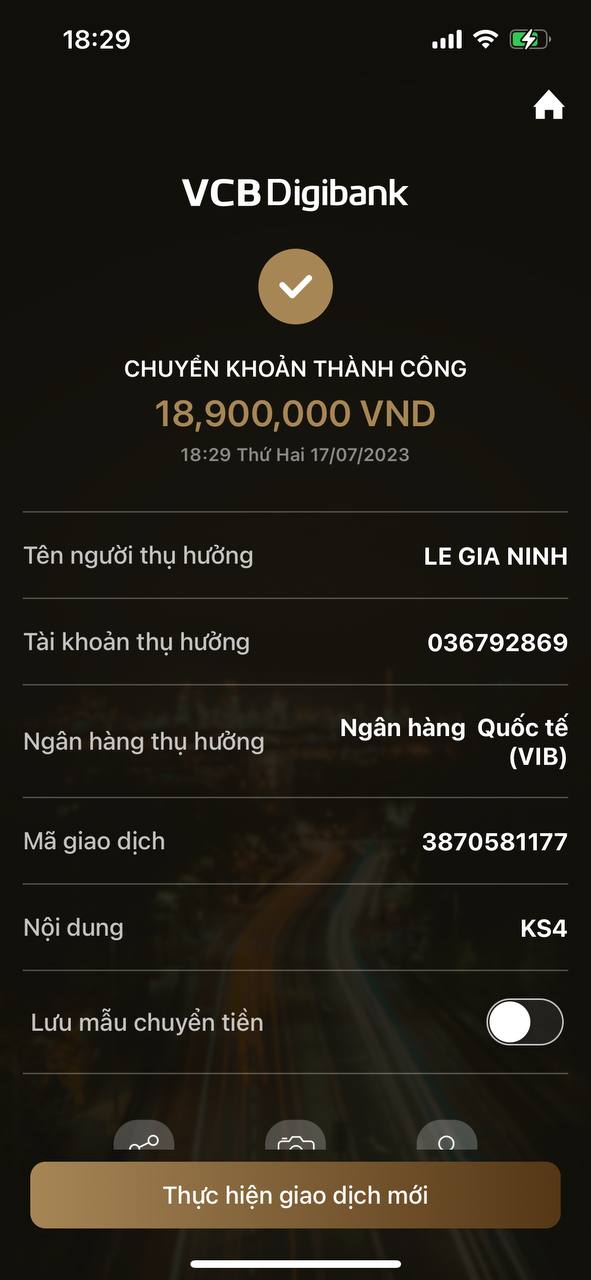 18:29
VCB Digibank
CHUYỂN KHOẢN THÀNH CÔNG
18,900,000 VND
18:29 Thứ Hai 17/07/2023
Tên người thụ hưởng
LE GIA NINH
Tài khoản thụ hưởng
036792869
Ngân hàng thụ hưởng
Ngân hàng Quốc tế
(VIB)
Mã giao dịch
3870581177
Nội dung
KS4
Lưu mẫu chuyển tiền
Thực hiện giao dịch mới